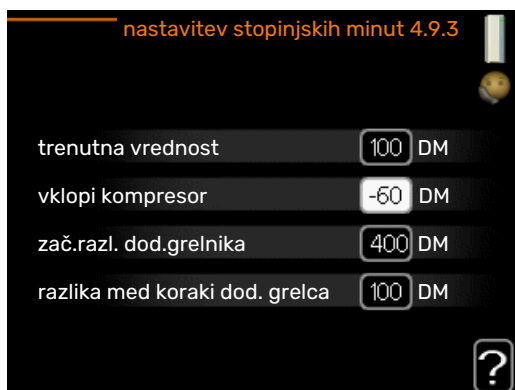 nastavitev stopinjskih minut 4.9.3
trenutna vrednost 100 DM
vklopi kompresor -60 DM
zač.razl. dod.grelnika 400 DM
razlika med koraki dod. grelca 100 DM
?